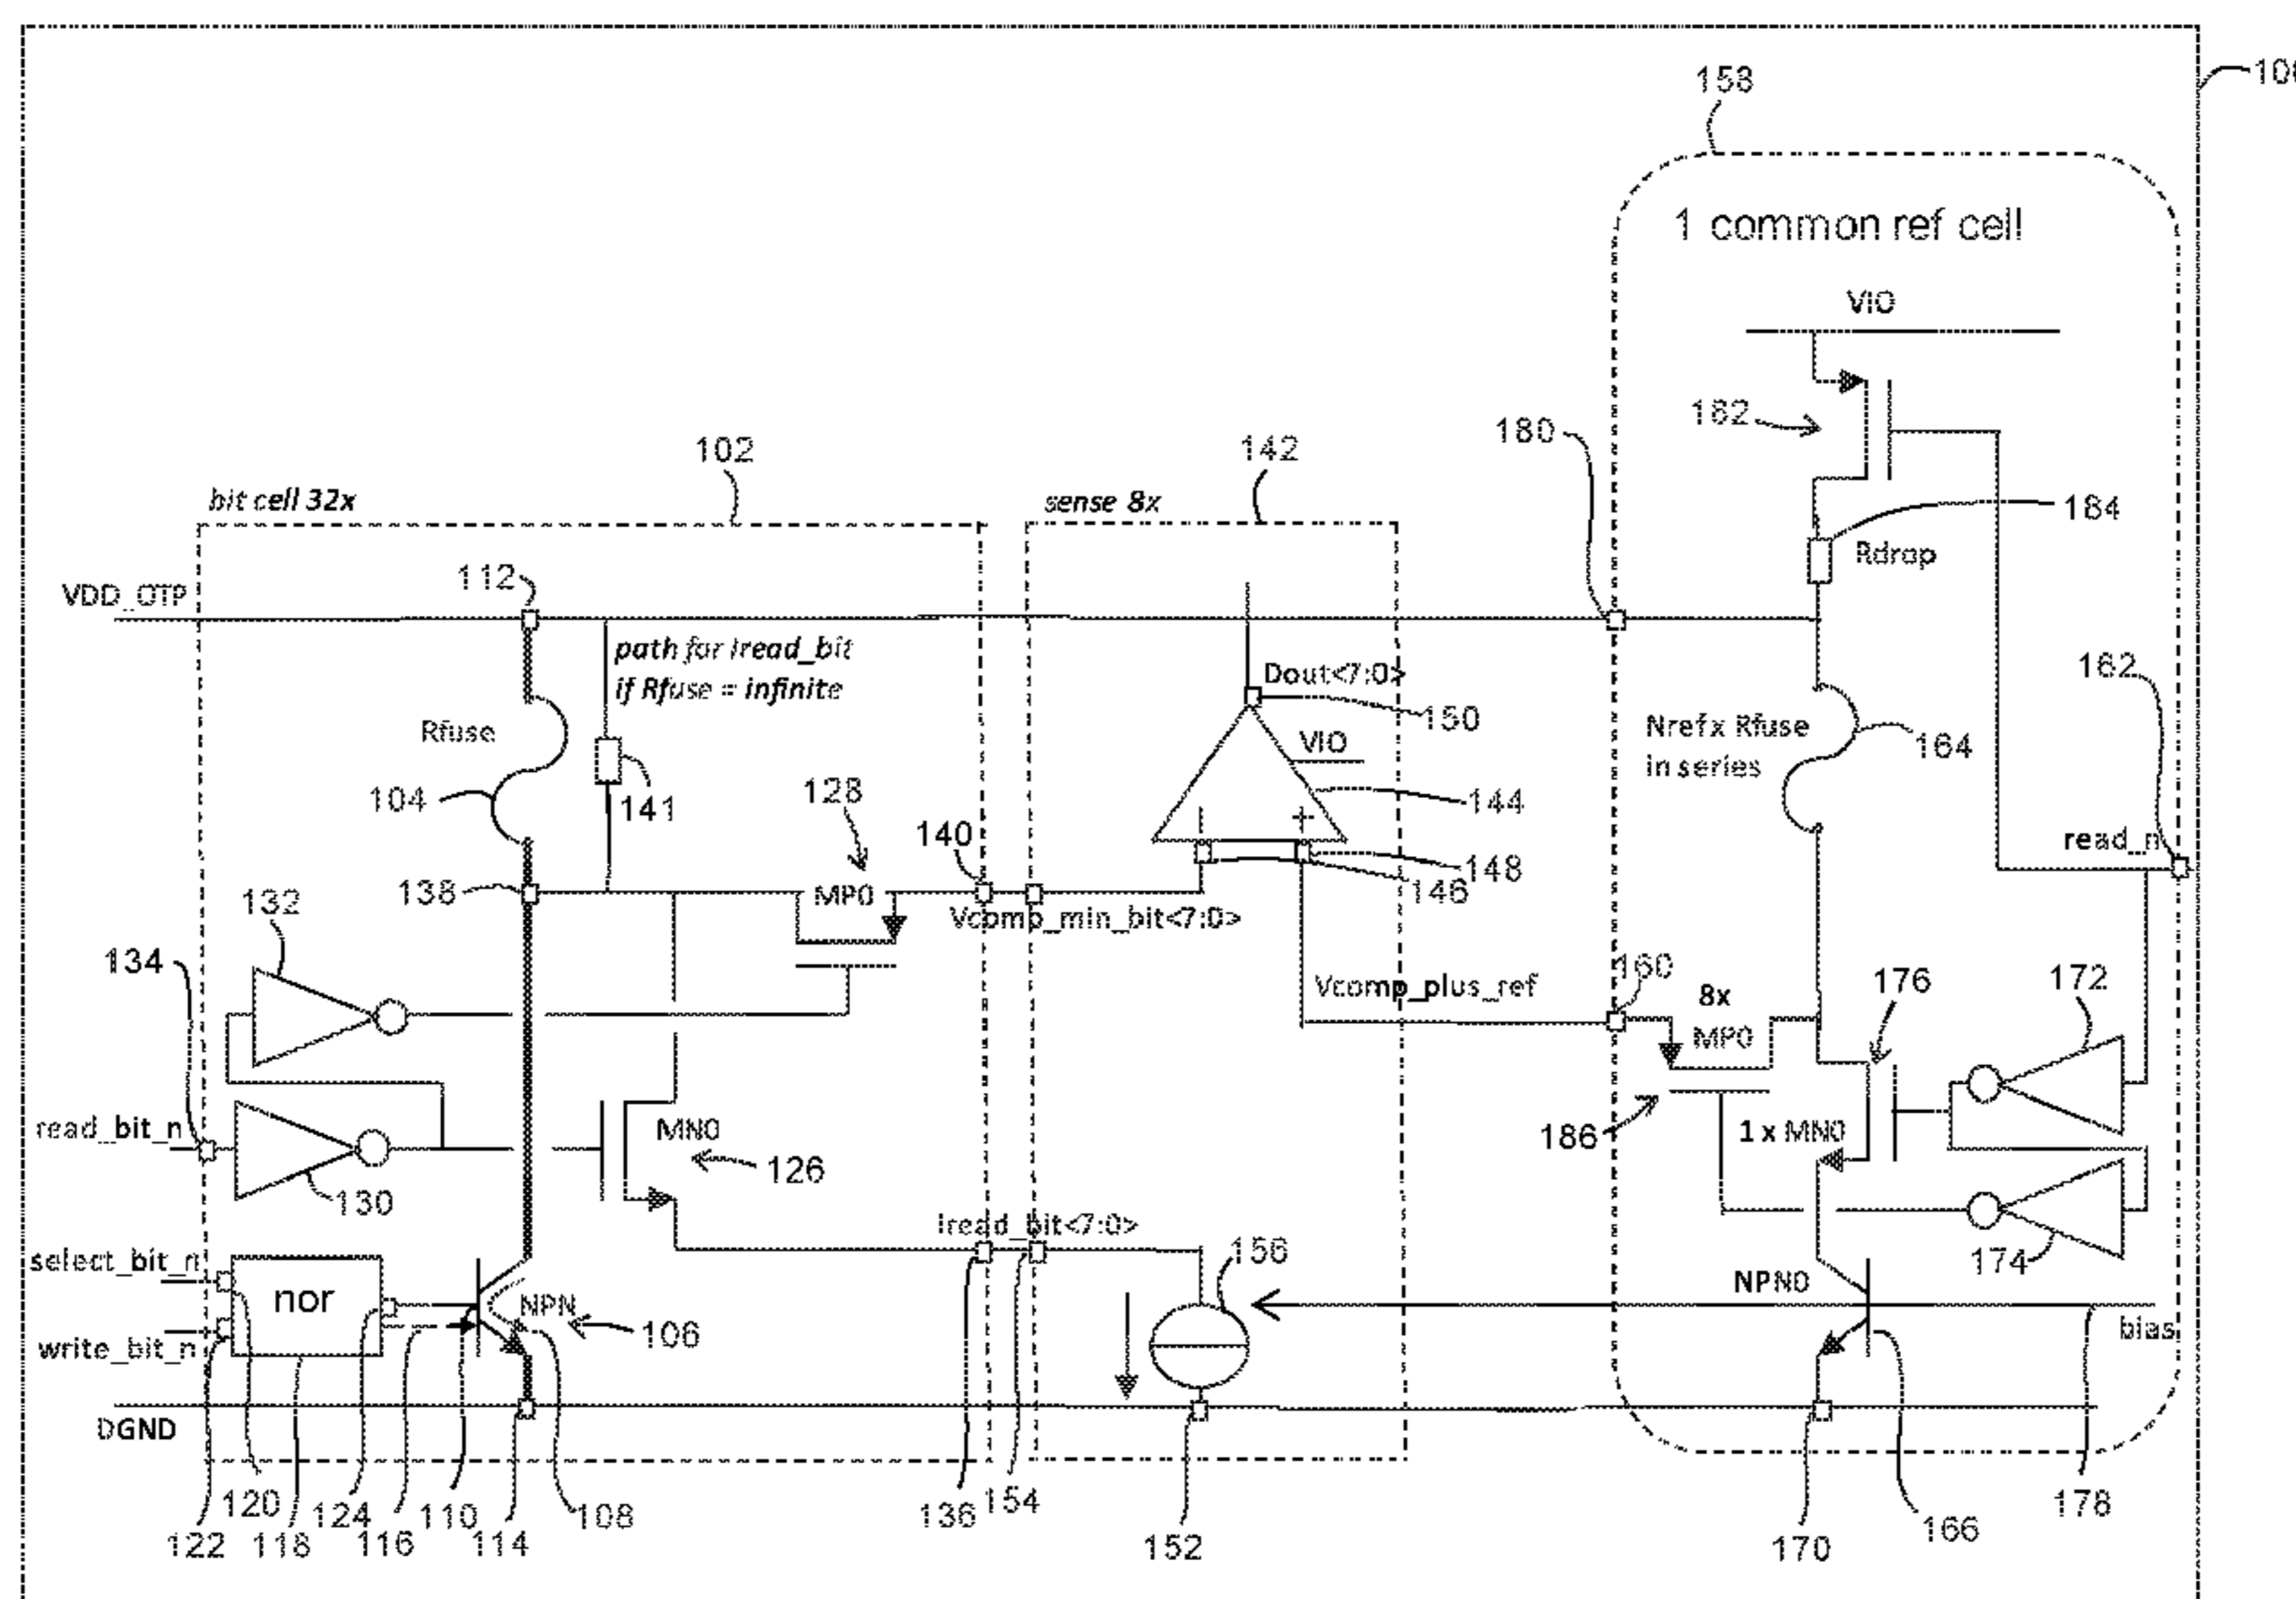 158
1 common ref cell
VIO
182
180
102
142
184
bit cell 32x
sense 8x
Rdrop
112
VDD_OTP
path for Iread_bit
if Rfuse = infinite
Dout<7:0>
162
150
Rfuse
Nrefx Rfuse
in series
164
VIO
104
141
128
144
140
148
read_n
138
MP0
146
132
Vcomp_min_bit<7:0>
134
160
Vcomp_plus_ref
8x
MP0
176
172
read_bit_n
MN0
1 x MN0
186
126
130
Iread_bit<7:0>
select_bit_n
156
174
nor
NPN
NPN0
106
write_bit_n
bias
DGND
120
124
110
108
136
154
178
122
118
116
114
152
170
166